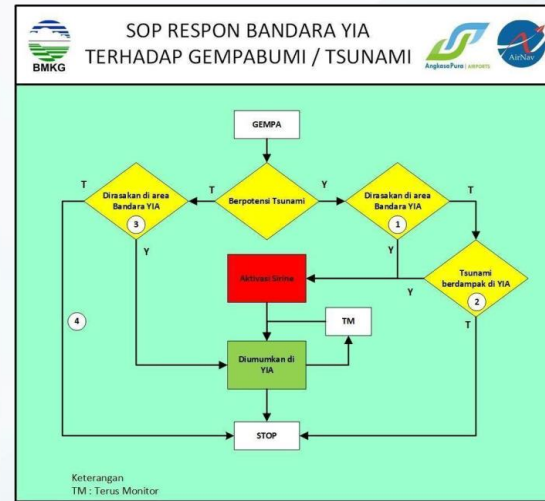 SOP RESPON BANDARA YIA
TERHADAP GEMPABUMI / TSUNAMI
BMKG
AngkasaPura | AIRPORTS
AirNav
GEMPA
T
Dirasakan di area
Bandara YIA
3
T
Berpotensi Tsunami
Y
Dirasakan di area
Bandara YIA
1
T
Y
Y
Aktivasi Sirine
Y
Tsunami
berdampak di YIA
2
T
4
TM
Diumumkan di
YIA
STOP
Keterangan
TM : Terus Monitor